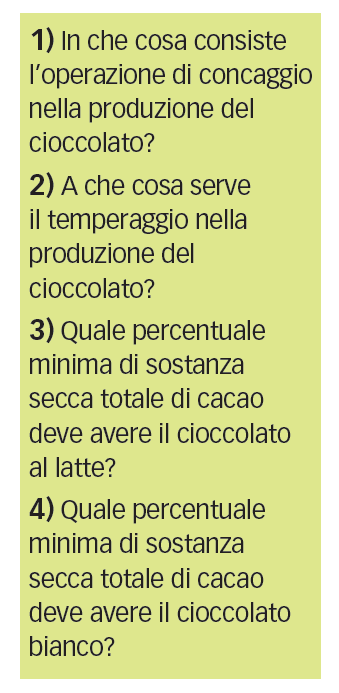 1) In che cosa consiste
l'operazione di concaggio
nella produzione del
cioccolato?
2) A che cosa serve
il temperaggio nella
produzione del
cioccolato?
3) Quale percentuale
minima di sostanza
secca totale di cacao
deve avere il cioccolato
al latte?
4) Quale percentuale
minima di sostanza
secca totale di cacao
deve avere il cioccolato
bianco?